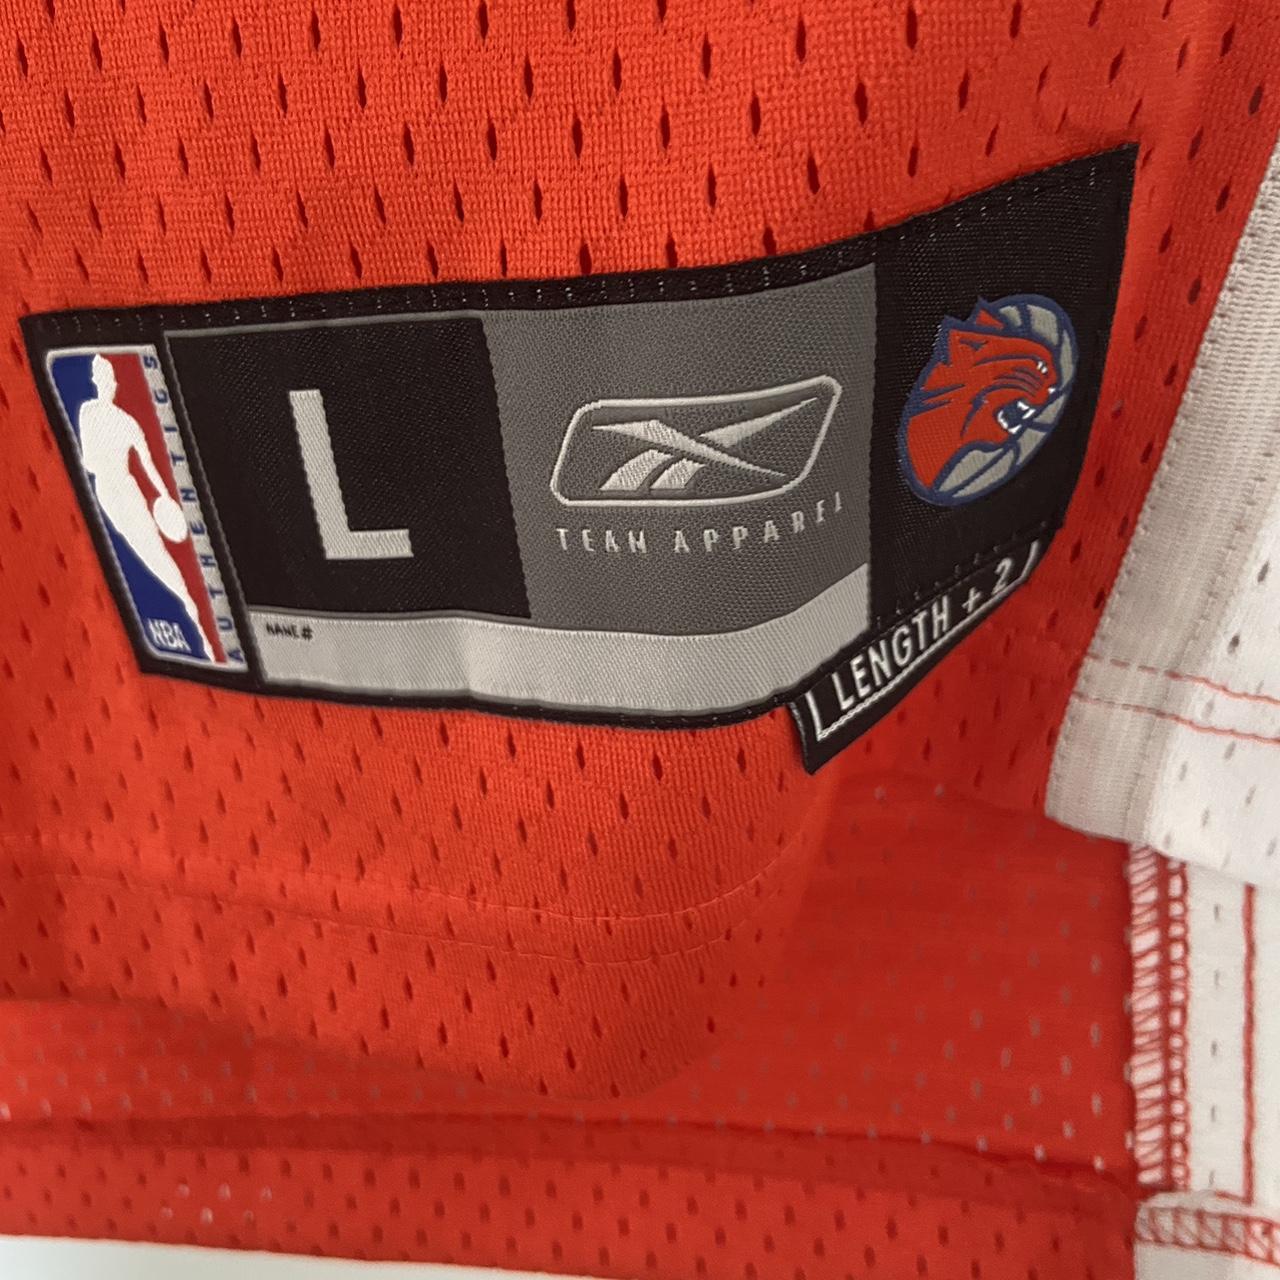 NBA
AUTHENTICS
L
TEAM APPAREL
NAME#
LENGTH + 2